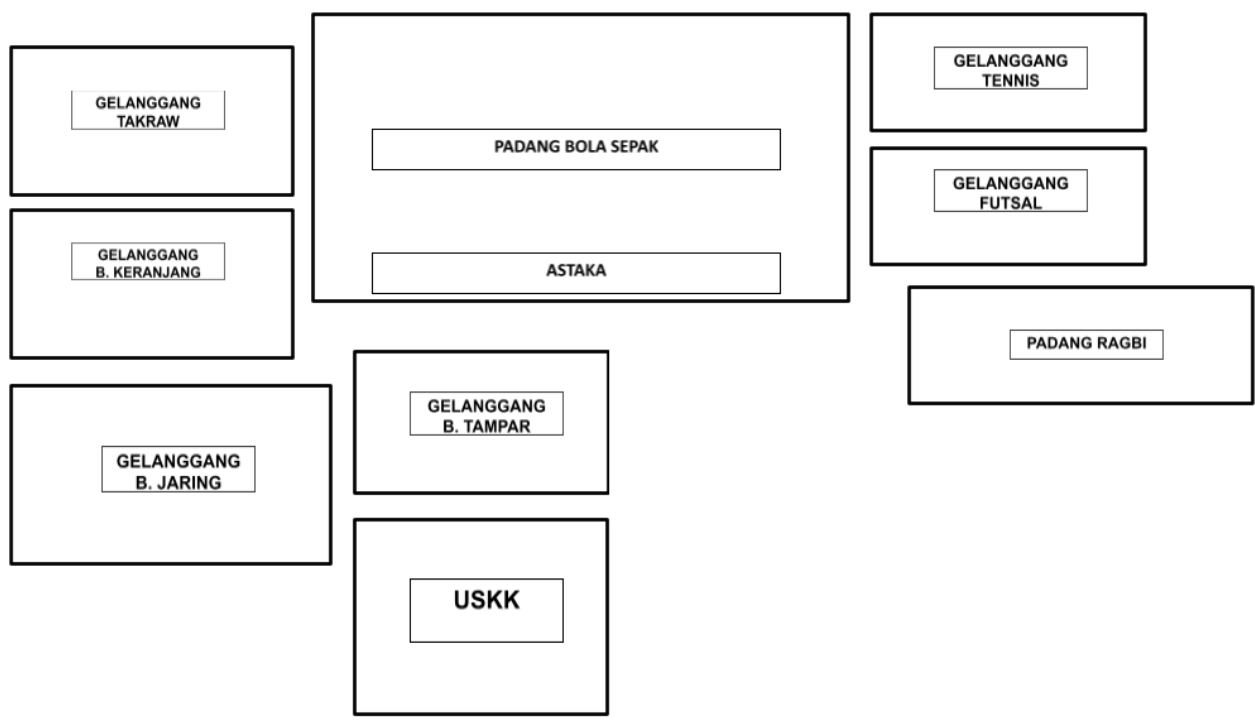 GELANGGANG
TAKRAW
PADANG BOLA SEPAK
GELANGGANG
TENNIS
GELANGGANG
FUTSAL
GELANGGANG
B. KERANJANG
ASTAKA
PADANG RAGBI
GELANGGANG
B. TAMPAR
GELANGGANG
B. JARING
USKK